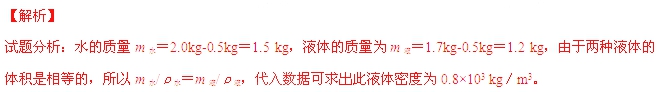 【解析】
试题分析：水的质量 m水＝2.0kg-0.5kg＝1.5 kg，液体的质量为 m液＝1.7kg-0.5kg＝1.2 kg，由于两种液体的
体积是相等的，所以 m水/ρ水＝m液/ρ液，代入数据可求出此液体密度为 0.8×10³ kg／m³。